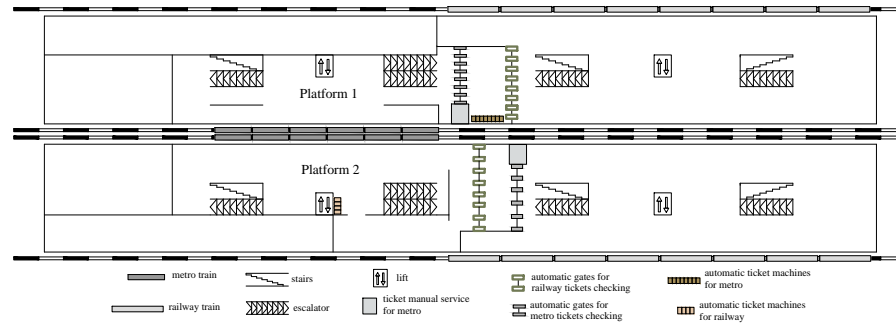 Platform 1
Platform 2
metro train
stairs
lift
automatic gates for
railway tickets checking
automatic ticket machines
for metro
railway train
escalator
ticket manual service
for metro
automatic gates for
metro tickets checking
automatic ticket machines
for railway